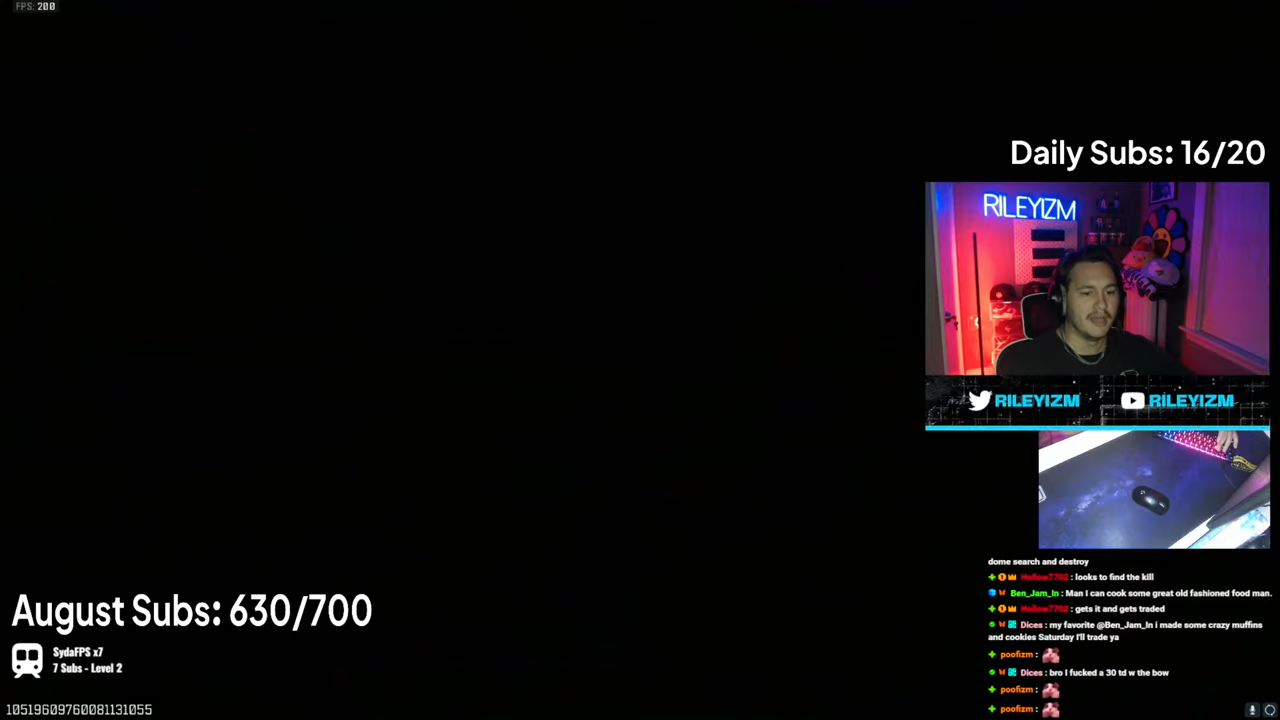 FPS: 200
Daily Subs: 16/20
RILEYIZM
RILEYIZM
RILEYIZM
dome search and destroy
Hallow7702 : looks to find the kill
Ben_Jam_In : Man I can cook some great old fashioned food man.
Hallow7702 : gets it and gets traded
Dices : my favorite @Ben_Jam_In i made some crazy muffins
and cookies Saturday I'll trade ya
poofizm :
Dices : bro I fucked a 30 td w the bow
poofizm :
poofizm :
August Subs: 630/700
SydaFPS x7
7 Subs - Level 2
10519609760081131055